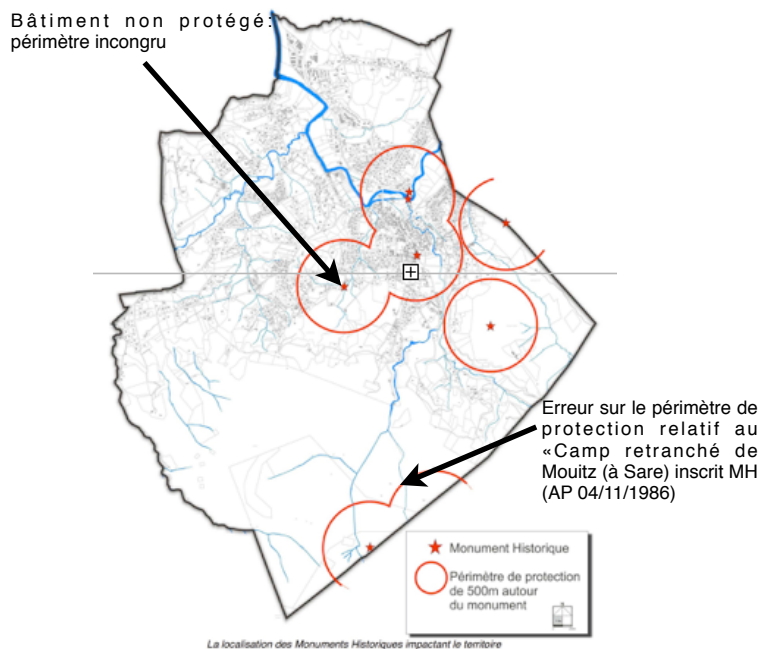 Bâtiment non protégé:
périmètre incongru
Erreur sur le périmètre de
protection relatif au
«Camp retranché de
Mouitz (à Sare) inscrit MH
(AP 04/11/1986)
Monument Historique
Périmètre de protection
de 500m autour
du monument
La localisation des Monuments Historiques impactant le territoire